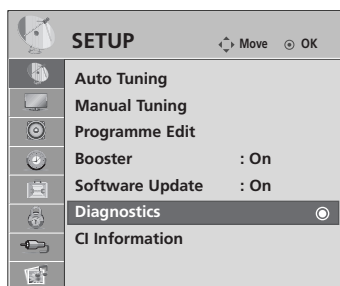 SETUP Move OK
Auto Tuning
Manual Tuning
Programme Edit
Booster : On
Software Update : On
Diagnostics
CI Information